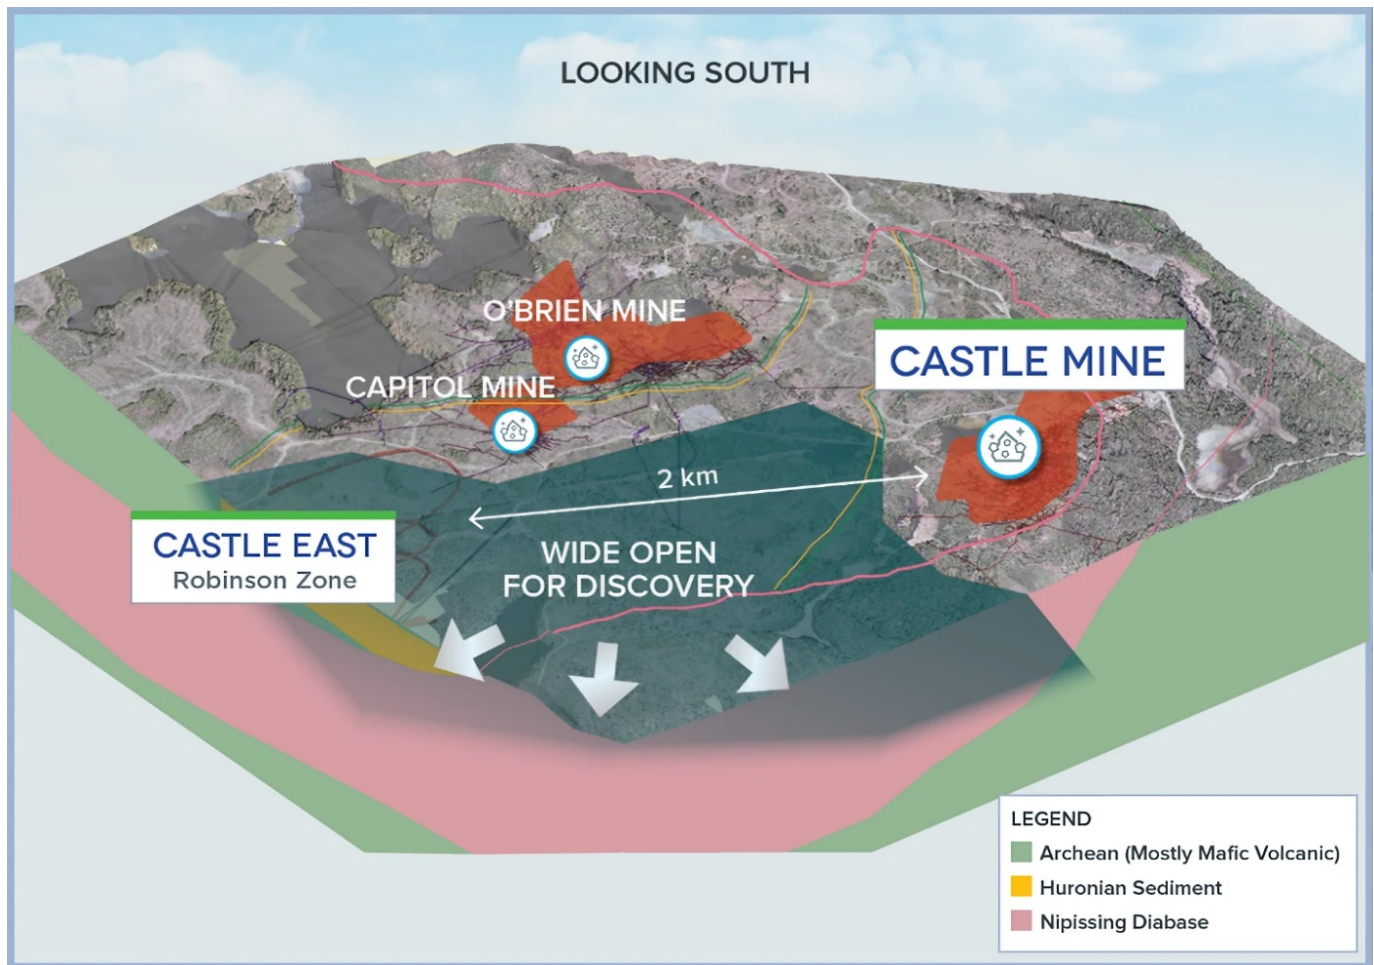 LOOKING SOUTH
O'BRIEN MINE
CAPITOL MINE
CASTLE MINE
2 km
CASTLE EAST
Robinson Zone
WIDE OPEN
FOR DISCOVERY
LEGEND
Archean (Mostly Mafic Volcanic)
Huronian Sediment
Nipissing Diabase